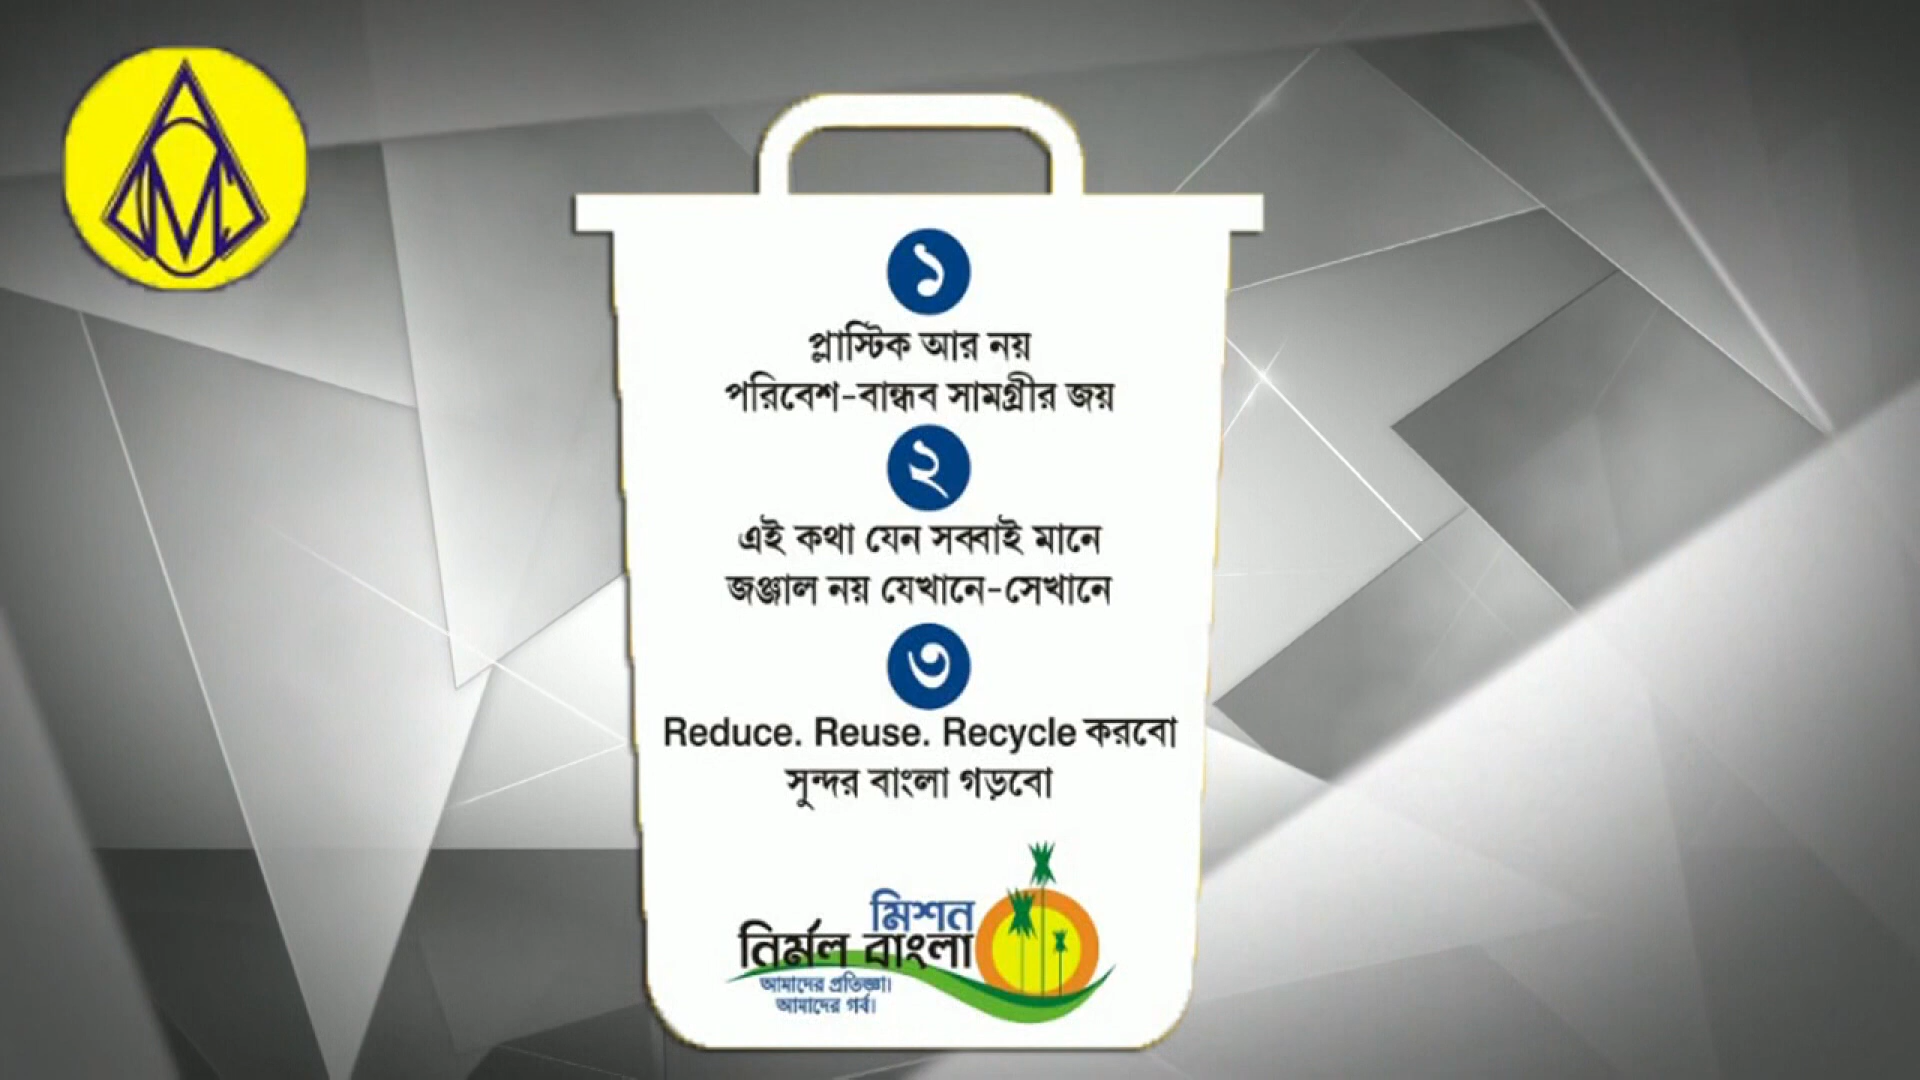 ১
প্লাস্টিক আর নয়
পরিবেশ-বান্ধব সামগ্রীর জয়
২
এই কথা যেন সব্বাই মানে
জঞ্জাল নয় যেখানে-সেখানে
৩
Reduce. Reuse. Recycle করবো
সুন্দর বাংলা গড়বো
মিশন
নির্মল বাংলা
আমাদের প্রতিজ্ঞা।
আমাদের গর্ব।